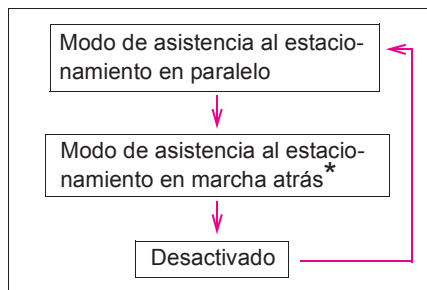 Modo de asistencia al estacio-
namiento en paralelo
Modo de asistencia al estacio-
namiento en marcha atrás*
Desactivado